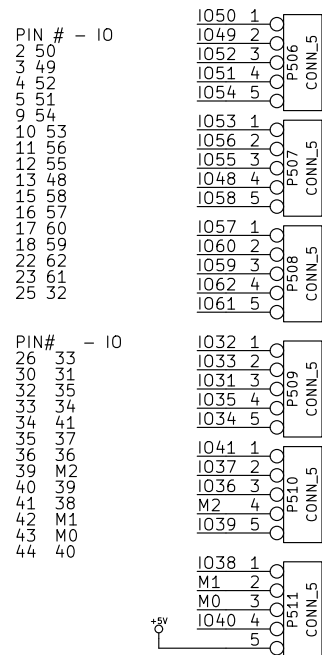 PIN # - IO
2 50
3 49
4 52
5 51
9 54
10 53
11 56
12 55
13 48
15 58
16 57
17 60
18 59
22 62
23 61
25 32
PIN# - IO
26 33
30 31
32 35
33 34
34 41
35 37
36 36
39 M2
40 39
41 38
42 M1
43 M0
44 40
IO50 1
IO49 2
IO52 3
IO51 4
IO54 5
P506
CONN_5
IO53 1
IO56 2
IO55 3
IO48 4
IO58 5
P507
CONN_5
IO57 1
IO60 2
IO59 3
IO62 4
IO61 5
P508
CONN_5
IO32 1
IO33 2
IO31 3
IO35 4
IO34 5
P509
CONN_5
IO41 1
IO37 2
IO36 3
M2 4
IO39 5
P510
CONN_5
IO38 1
M1 2
M0 3
IO40 4
5
P511
CONN_5
+5V